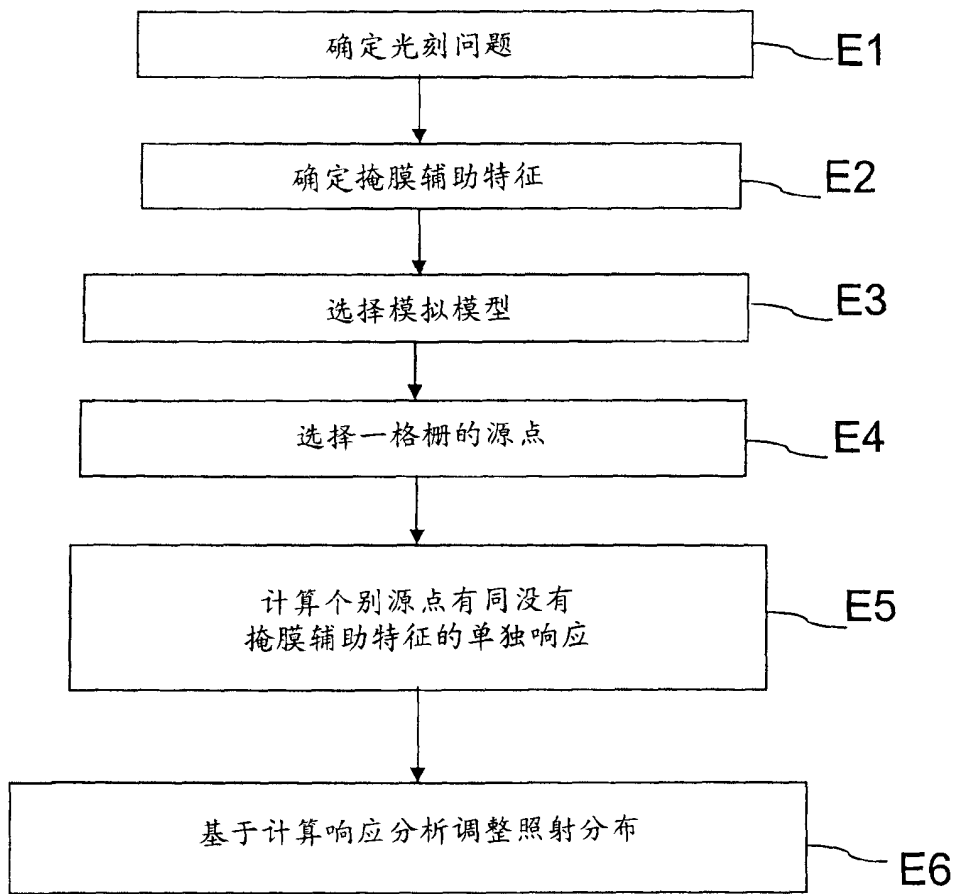 确定光刻问题
E1
确定掩膜辅助特征
E2
选择模拟模型
E3
选择一格栅的源点
E4
计算个别源点有同没有
掩膜辅助特征的单独响应
E5
基于计算响应分析调整照射分布
E6